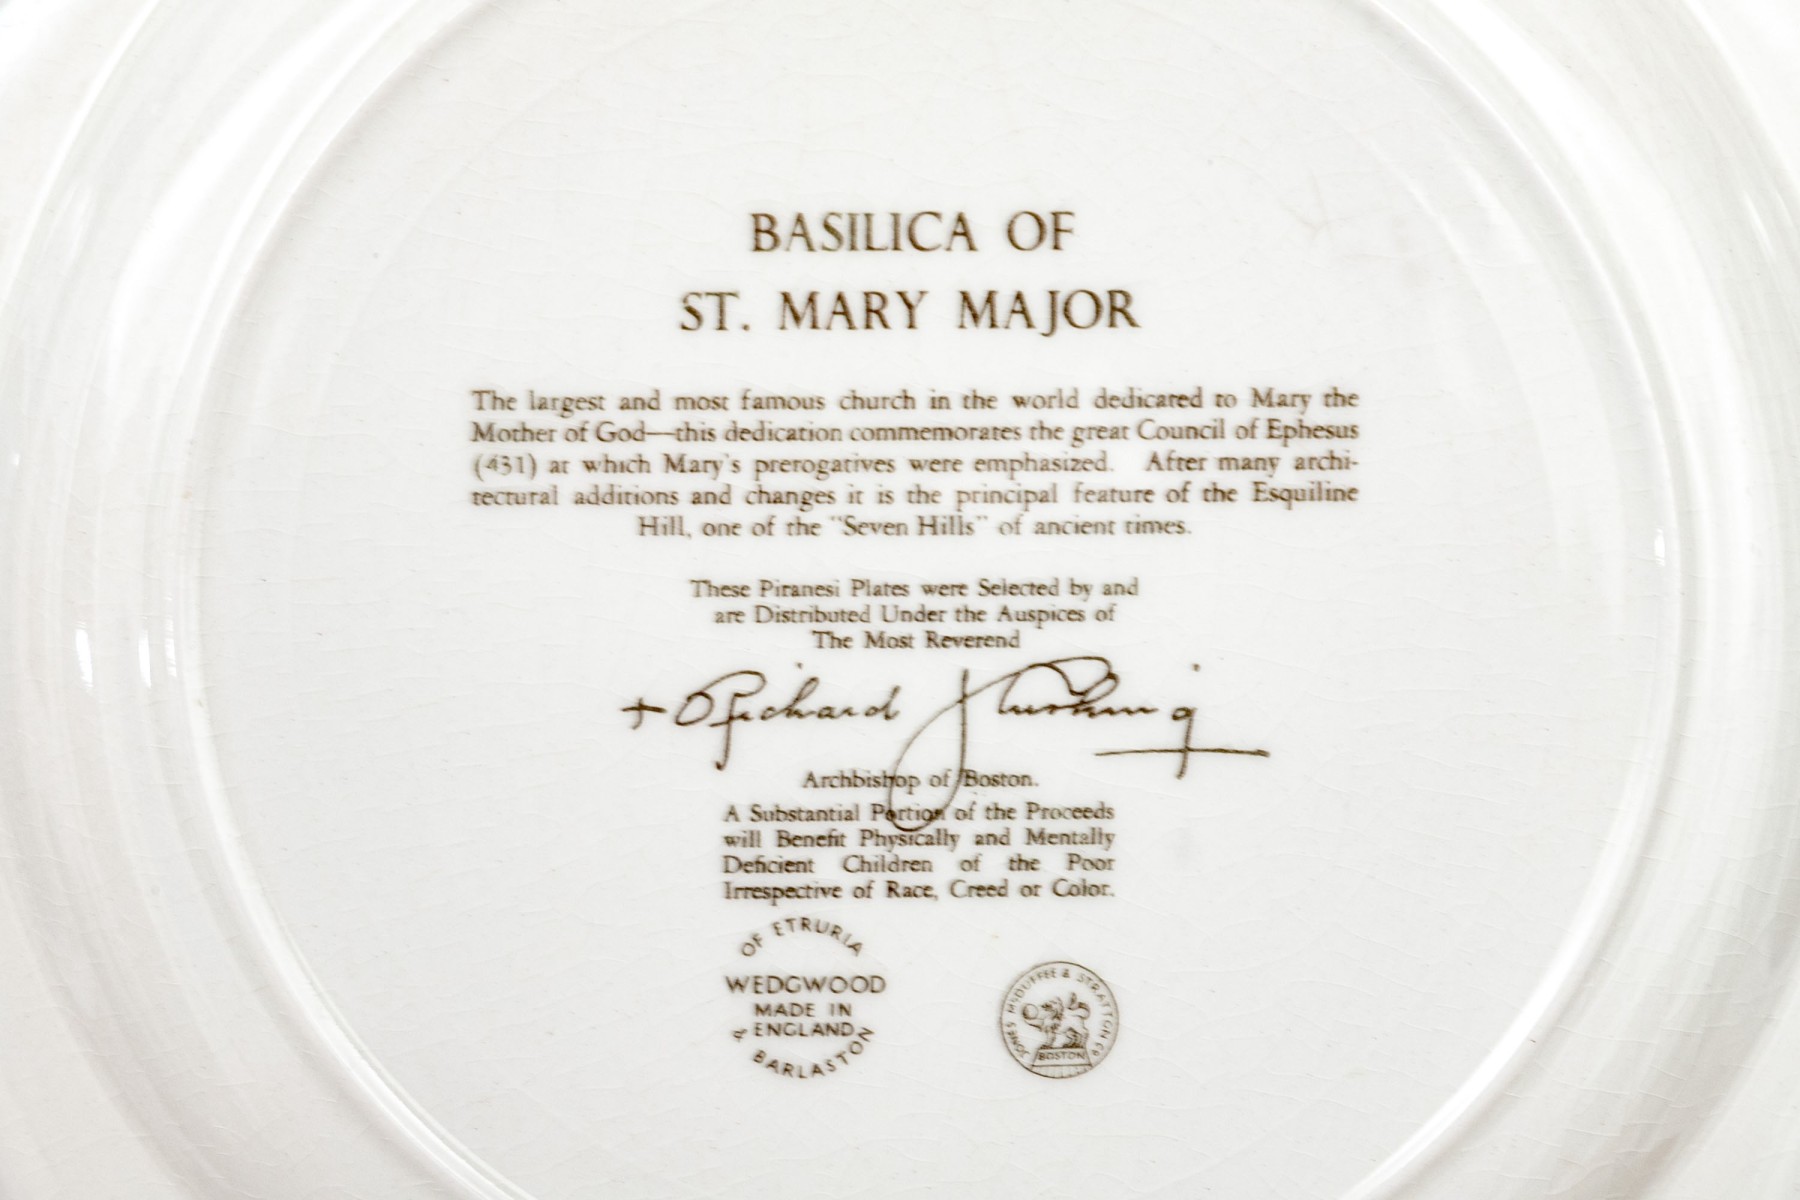 BASILICA OF
ST. MARY MAJOR
The largest and most famous church in the world dedicated to Mary the
Mother of God—this dedication commemorates the great Council of Ephesus
(431) at which Mary's prerogatives were emphasized. After many archi-
tectural additions and changes it is the principal feature of the Esquiline
Hill, one of the "Seven Hills" of ancient times.
These Piranesi Plates were Selected by and
are Distributed Under the Auspices of
The Most Reverend
+ Richard J Cushing
Archbishop of Boston.
A Substantial Portion of the Proceeds
will Benefit Physically and Mentally
Deficient Children of the Poor
Irrespective of Race, Creed or Color.
OF ETRURIA
WEDGWOOD
MADE IN
ENGLAND
& BARLASTON
JONES McDUFFEE & STRATTON CO
BOSTON